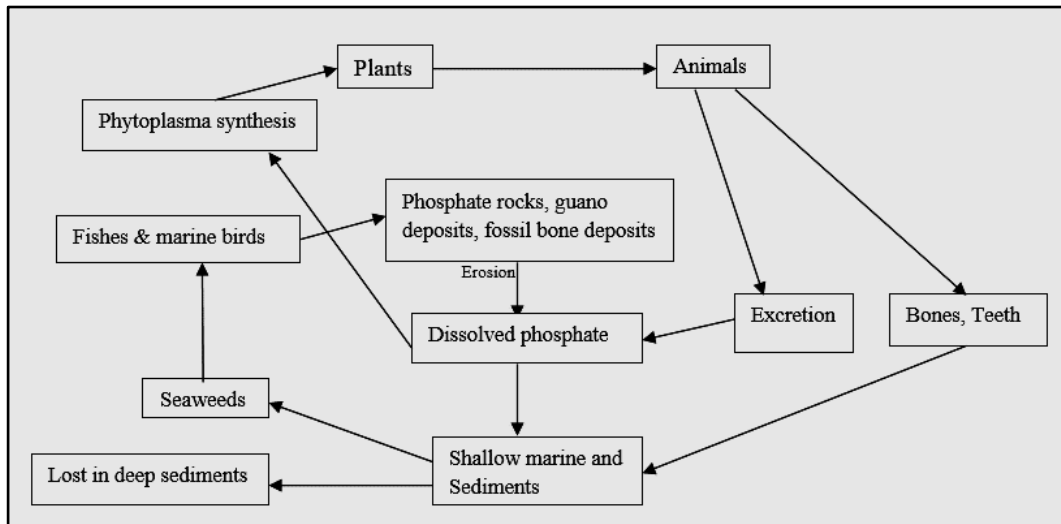 Plants
Animals
Phytoplasma synthesis
Phosphate rocks, guano
deposits, fossil bone deposits
Fishes & marine birds
Erosion
Excretion
Bones, Teeth
Dissolved phosphate
Seaweeds
Shallow marine and
Sediments
Lost in deep sediments